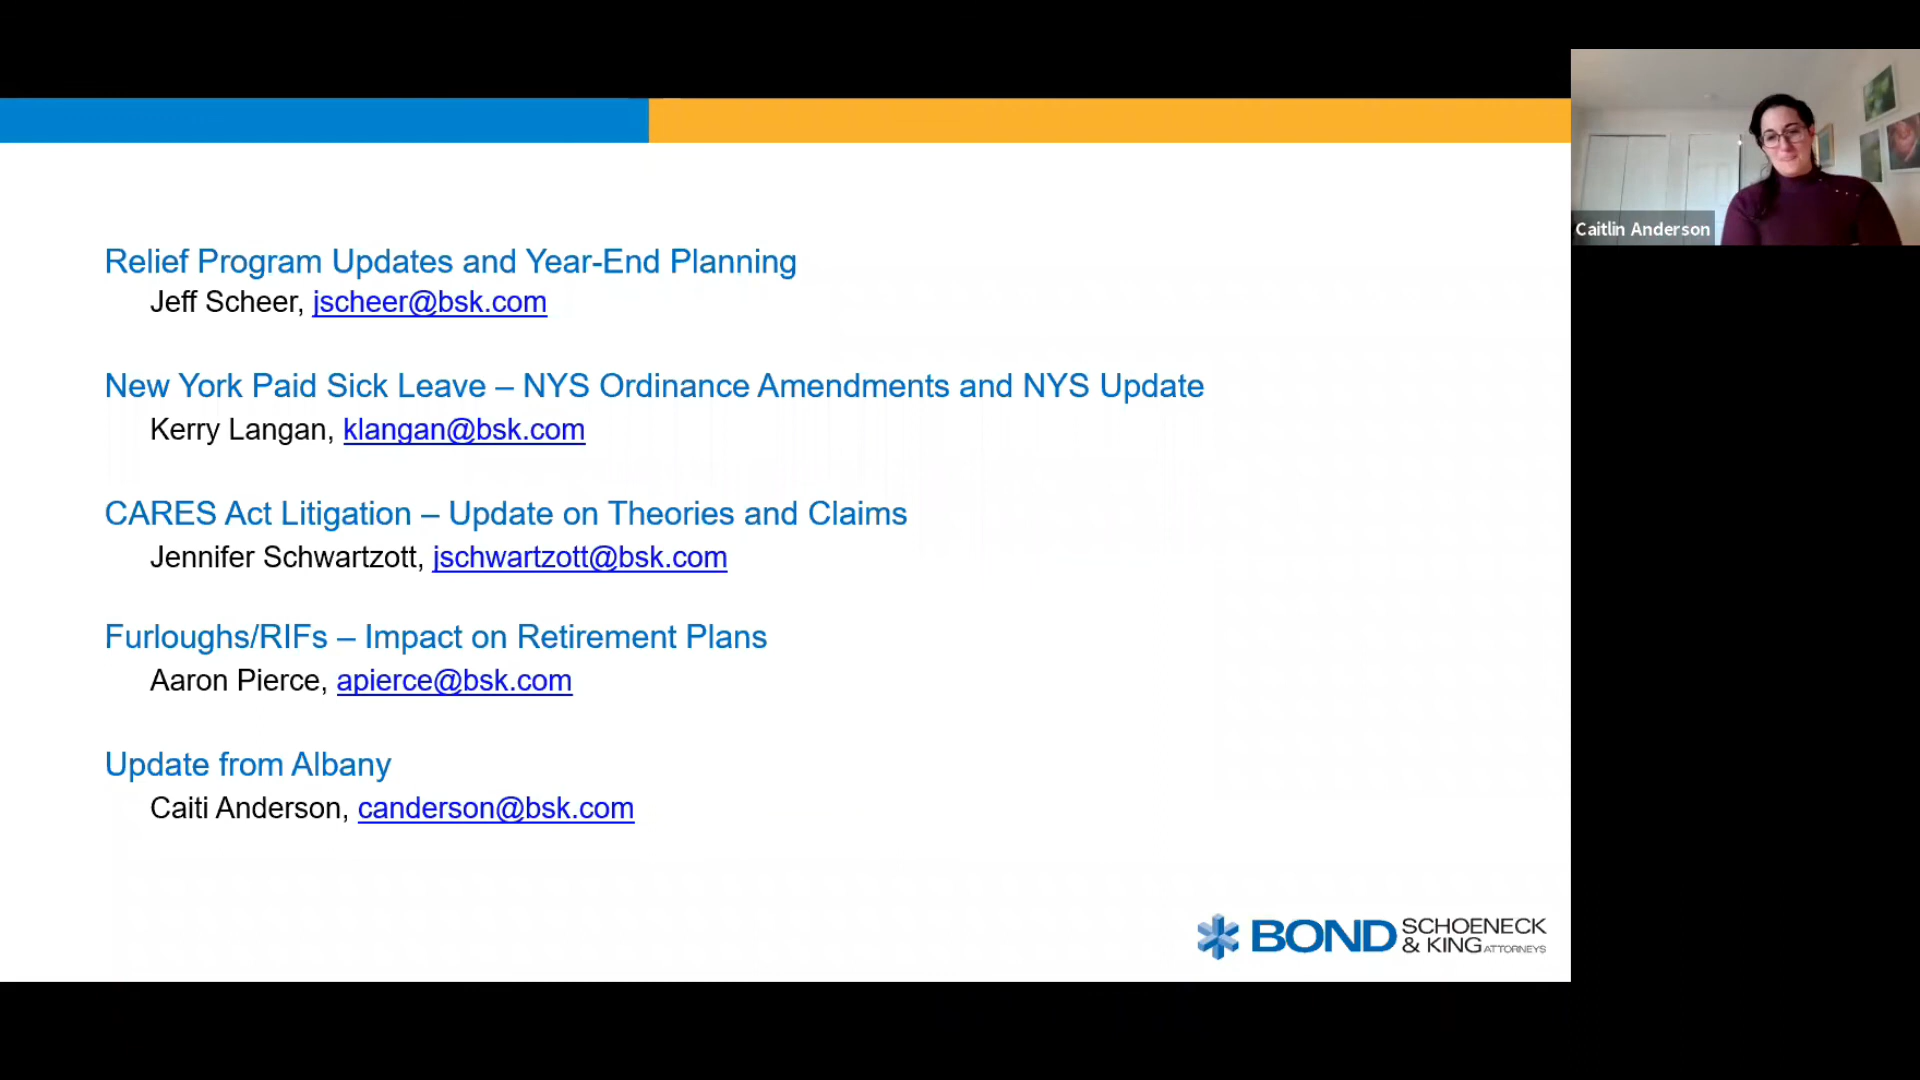 Relief Program Updates and Year-End Planning
Jeff Scheer, jscheer@bsk.com
New York Paid Sick Leave – NYS Ordinance Amendments and NYS Update
Kerry Langan, klangan@bsk.com
CARES Act Litigation – Update on Theories and Claims
Jennifer Schwartzott, jschwartzott@bsk.com
Furloughs/RIFs – Impact on Retirement Plans
Aaron Pierce, apierce@bsk.com
Update from Albany
Caiti Anderson, canderson@bsk.com
BOND SCHOENECK
& KING ATTORNEYS
Caitlin Anderson